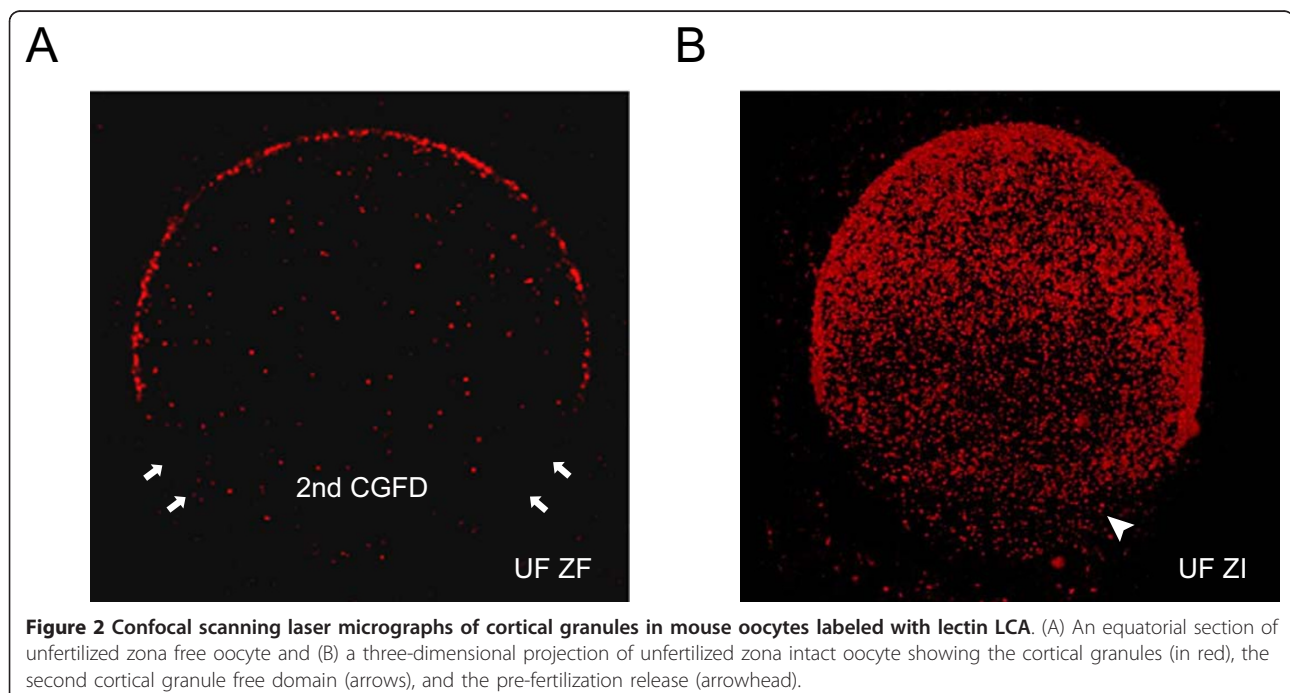 A
B
2nd CGFD
UF ZF
UF ZI
Figure 2 Confocal scanning laser micrographs of cortical granules in mouse oocytes labeled with lectin LCA. (A) An equatorial section of
unfertilized zona free oocyte and (B) a three-dimensional projection of unfertilized zona intact oocyte showing the cortical granules (in red), the
second cortical granule free domain (arrows), and the pre-fertilization release (arrowhead).